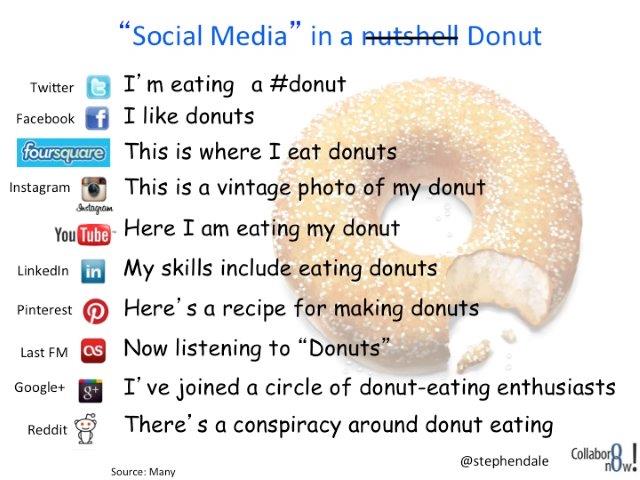 “Social Media” in a nutshell Donut
Twitter I’m eating a #donut
Facebook I like donuts
foursquare This is where I eat donuts
Instagram This is a vintage photo of my donut
Instagram
YouTube Here I am eating my donut
LinkedIn in My skills include eating donuts
Pinterest Here’s a recipe for making donuts
Last FM as Now listening to “Donuts”
Google+ g+ I’ve joined a circle of donut-eating enthusiasts
Reddit There’s a conspiracy around donut eating
@stephendale Collabor8now!
Source: Many